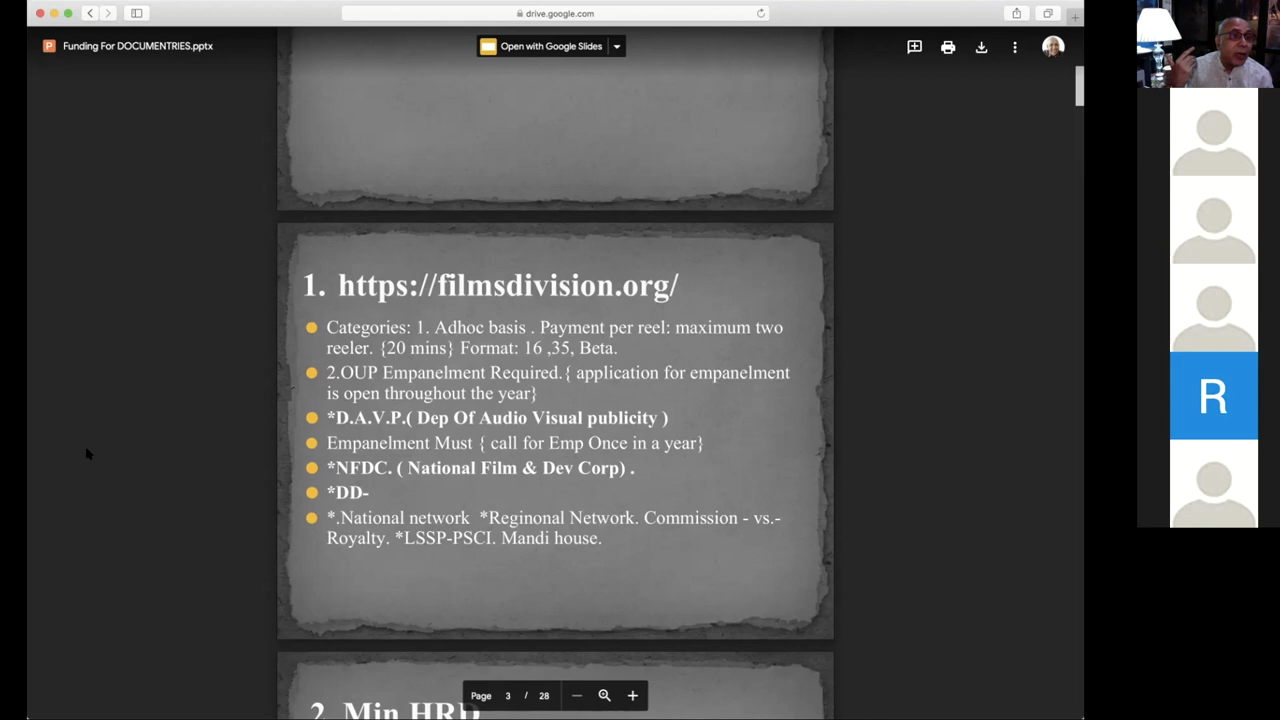 drive.google.com
P Funding For DOCUMENTRIES.pptx
Open with Google Slides
1. https://filmsdivision.org/
Categories: 1. Adhoc basis . Payment per reel: maximum two
reeler. {20 mins} Format: 16 ,35, Beta.
2.OUP Empanelment Required.{ application for empanelment
is open throughout the year}
*D.A.V.P.( Dep Of Audio Visual publicity )
Empanelment Must { call for Emp Once in a year}
*NFDC. ( National Film & Dev Corp) .
*DD-
*.National network *Reginonal Network. Commission - vs.-
Royalty. *LSSP-PSCI. Mandi house.
R
2. Min HRD
Page 3 / 28